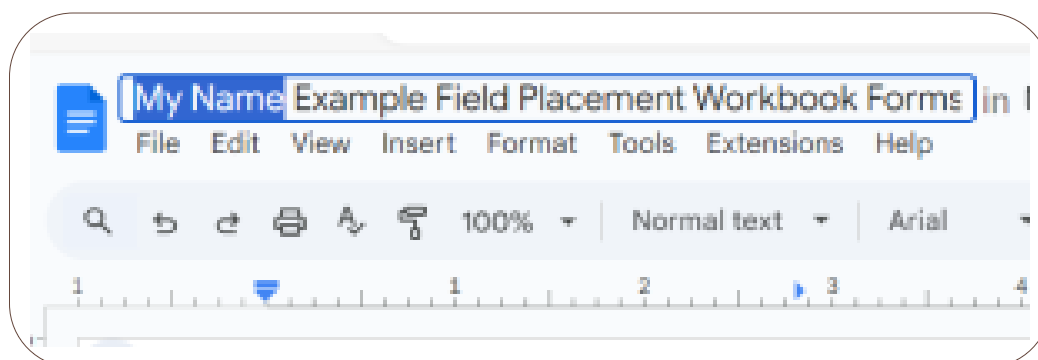 My Name Example Field Placement Workbook Forms in
File Edit View Insert Format Tools Extensions Help
100% Normal text Arial
1 1 2 3 4